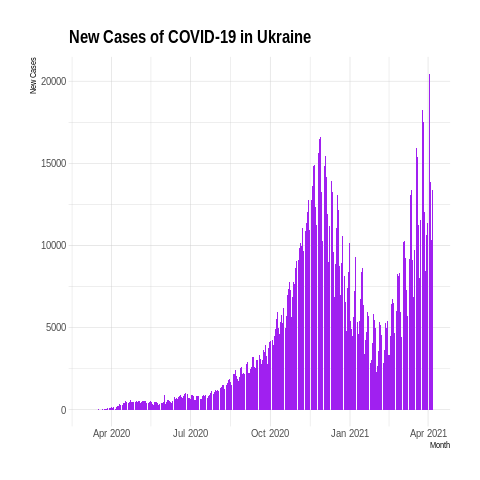 New Cases of COVID-19 in Ukraine
New Cases
20000
15000
10000
5000
0
Apr 2020 Jul 2020 Oct 2020 Jan 2021 Apr 2021
Month